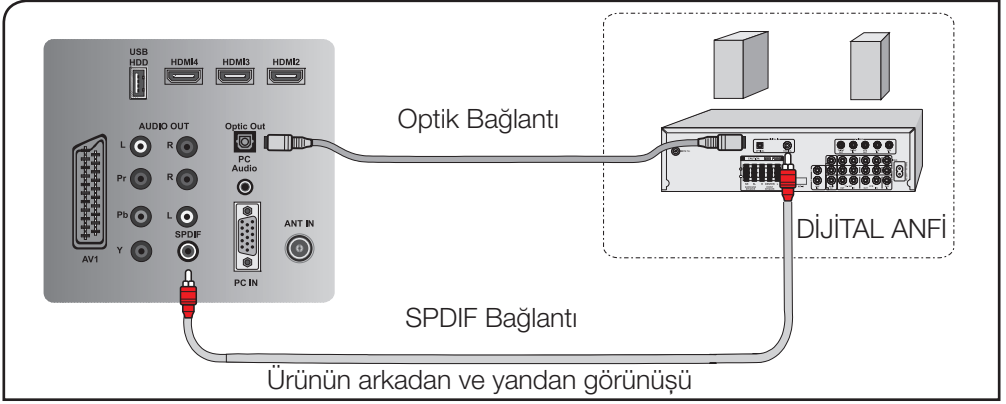 USB
HDD
HDMI4 HDMI3 HDMI2
AUDIO OUT
Optic Out
L R
PC
Audio
Pr R
Pb L
SPDIF
ANT IN
Y
AV1
PC IN
Optik Bağlantı
DİJİTAL ANFİ
SPDIF Bağlantı
Ürünün arkadan ve yandan görünüşü